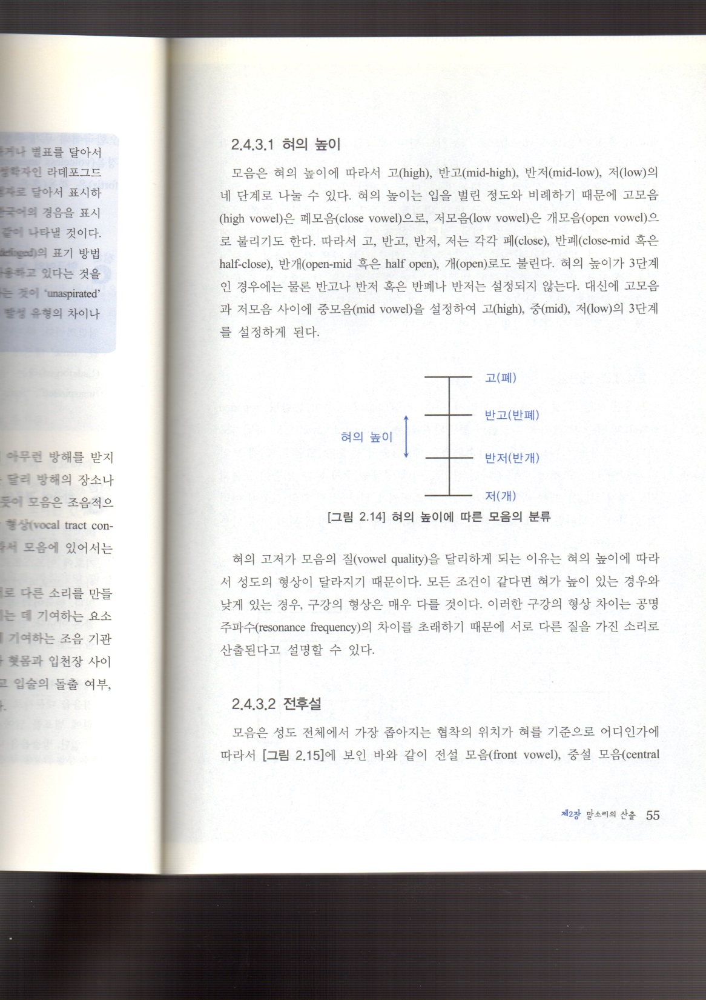 거나 별표를 달아서
성학자인 라데포그드
첨자로 달아서 표시하
한국어의 경음을 표시
같이 나타낼 것이다.
의 표기 방법
사용하고 있다는 것을
는 것이 ‘unaspirated’
발성 유형의 차이나
아무런 방해를 받지
달리 방해의 장소나
듯이 모음은 조음적으
형상(vocal tract con-
라서 모음에 있어서는
서로 다른 소리를 만들
는 데 기여하는 요소
기여하는 조음 기관
혓몸과 입천장 사이
고 입술의 돌출 여부,
2.4.3.1 혀의 높이
모음은 혀의 높이에 따라서 고(high), 반고(mid-high), 반저(mid-low), 저(low)의
네 단계로 나눌 수 있다. 혀의 높이는 입을 벌린 정도와 비례하기 때문에 고모음
(high vowel)은 폐모음(close vowel)으로, 저모음(low vowel)은 개모음(open vowel)으
로 불리기도 한다. 따라서 고, 반고, 반저, 저는 각각 폐(close), 반폐(close-mid 혹은
half-close), 반개(open-mid 혹은 half open), 개(open)로도 불린다. 혀의 높이가 3단계
인 경우에는 물론 반고나 반저 혹은 반폐나 반저는 설정되지 않는다. 대신에 고모음
과 저모음 사이에 중모음(mid vowel)을 설정하여 고(high), 중(mid), 저(low)의 3단계
를 설정하게 된다.
고(폐)
반고(반폐)
혀의 높이
반저(반개)
저(개)
[그림 2.14] 혀의 높이에 따른 모음의 분류
혀의 고저가 모음의 질(vowel quality)을 달리하게 되는 이유는 혀의 높이에 따라
서 성도의 형상이 달라지기 때문이다. 모든 조건이 같다면 혀가 높이 있는 경우와
낮게 있는 경우, 구강의 형상은 매우 다를 것이다. 이러한 구강의 형상 차이는 공명
주파수(resonance frequency)의 차이를 초래하기 때문에 서로 다른 질을 가진 소리로
산출된다고 설명할 수 있다.
2.4.3.2 전후설
모음은 성도 전체에서 가장 좁아지는 협착의 위치가 혀를 기준으로 어디인가에
따라서 [그림 2.15]에 보인 바와 같이 전설 모음(front vowel), 중설 모음(central
제2장 말소리의 산출 55